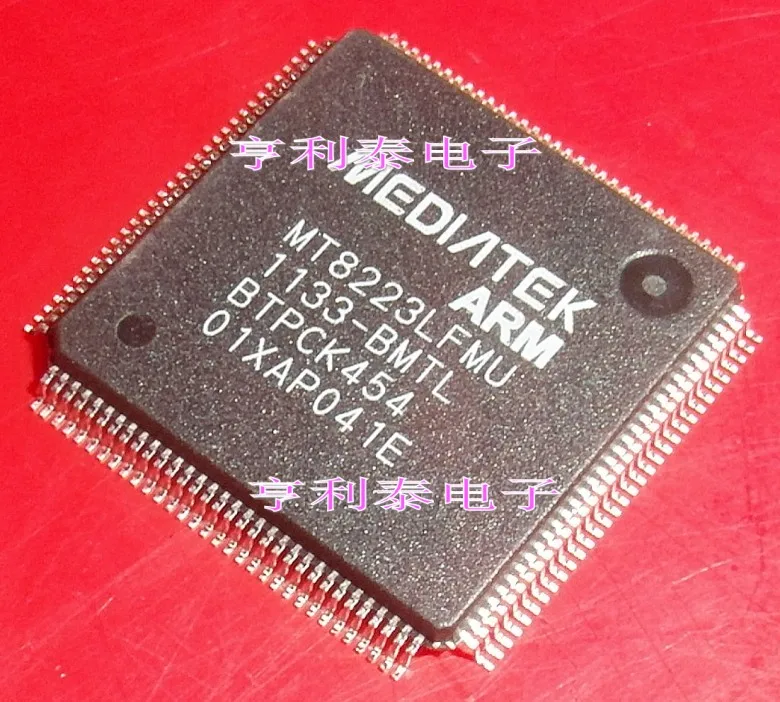 亨利泰电子
MEDIATEK
ARM
MT8223LFMU
1133-BMTL
BTPCK454
01XAP041E
亨利泰电子